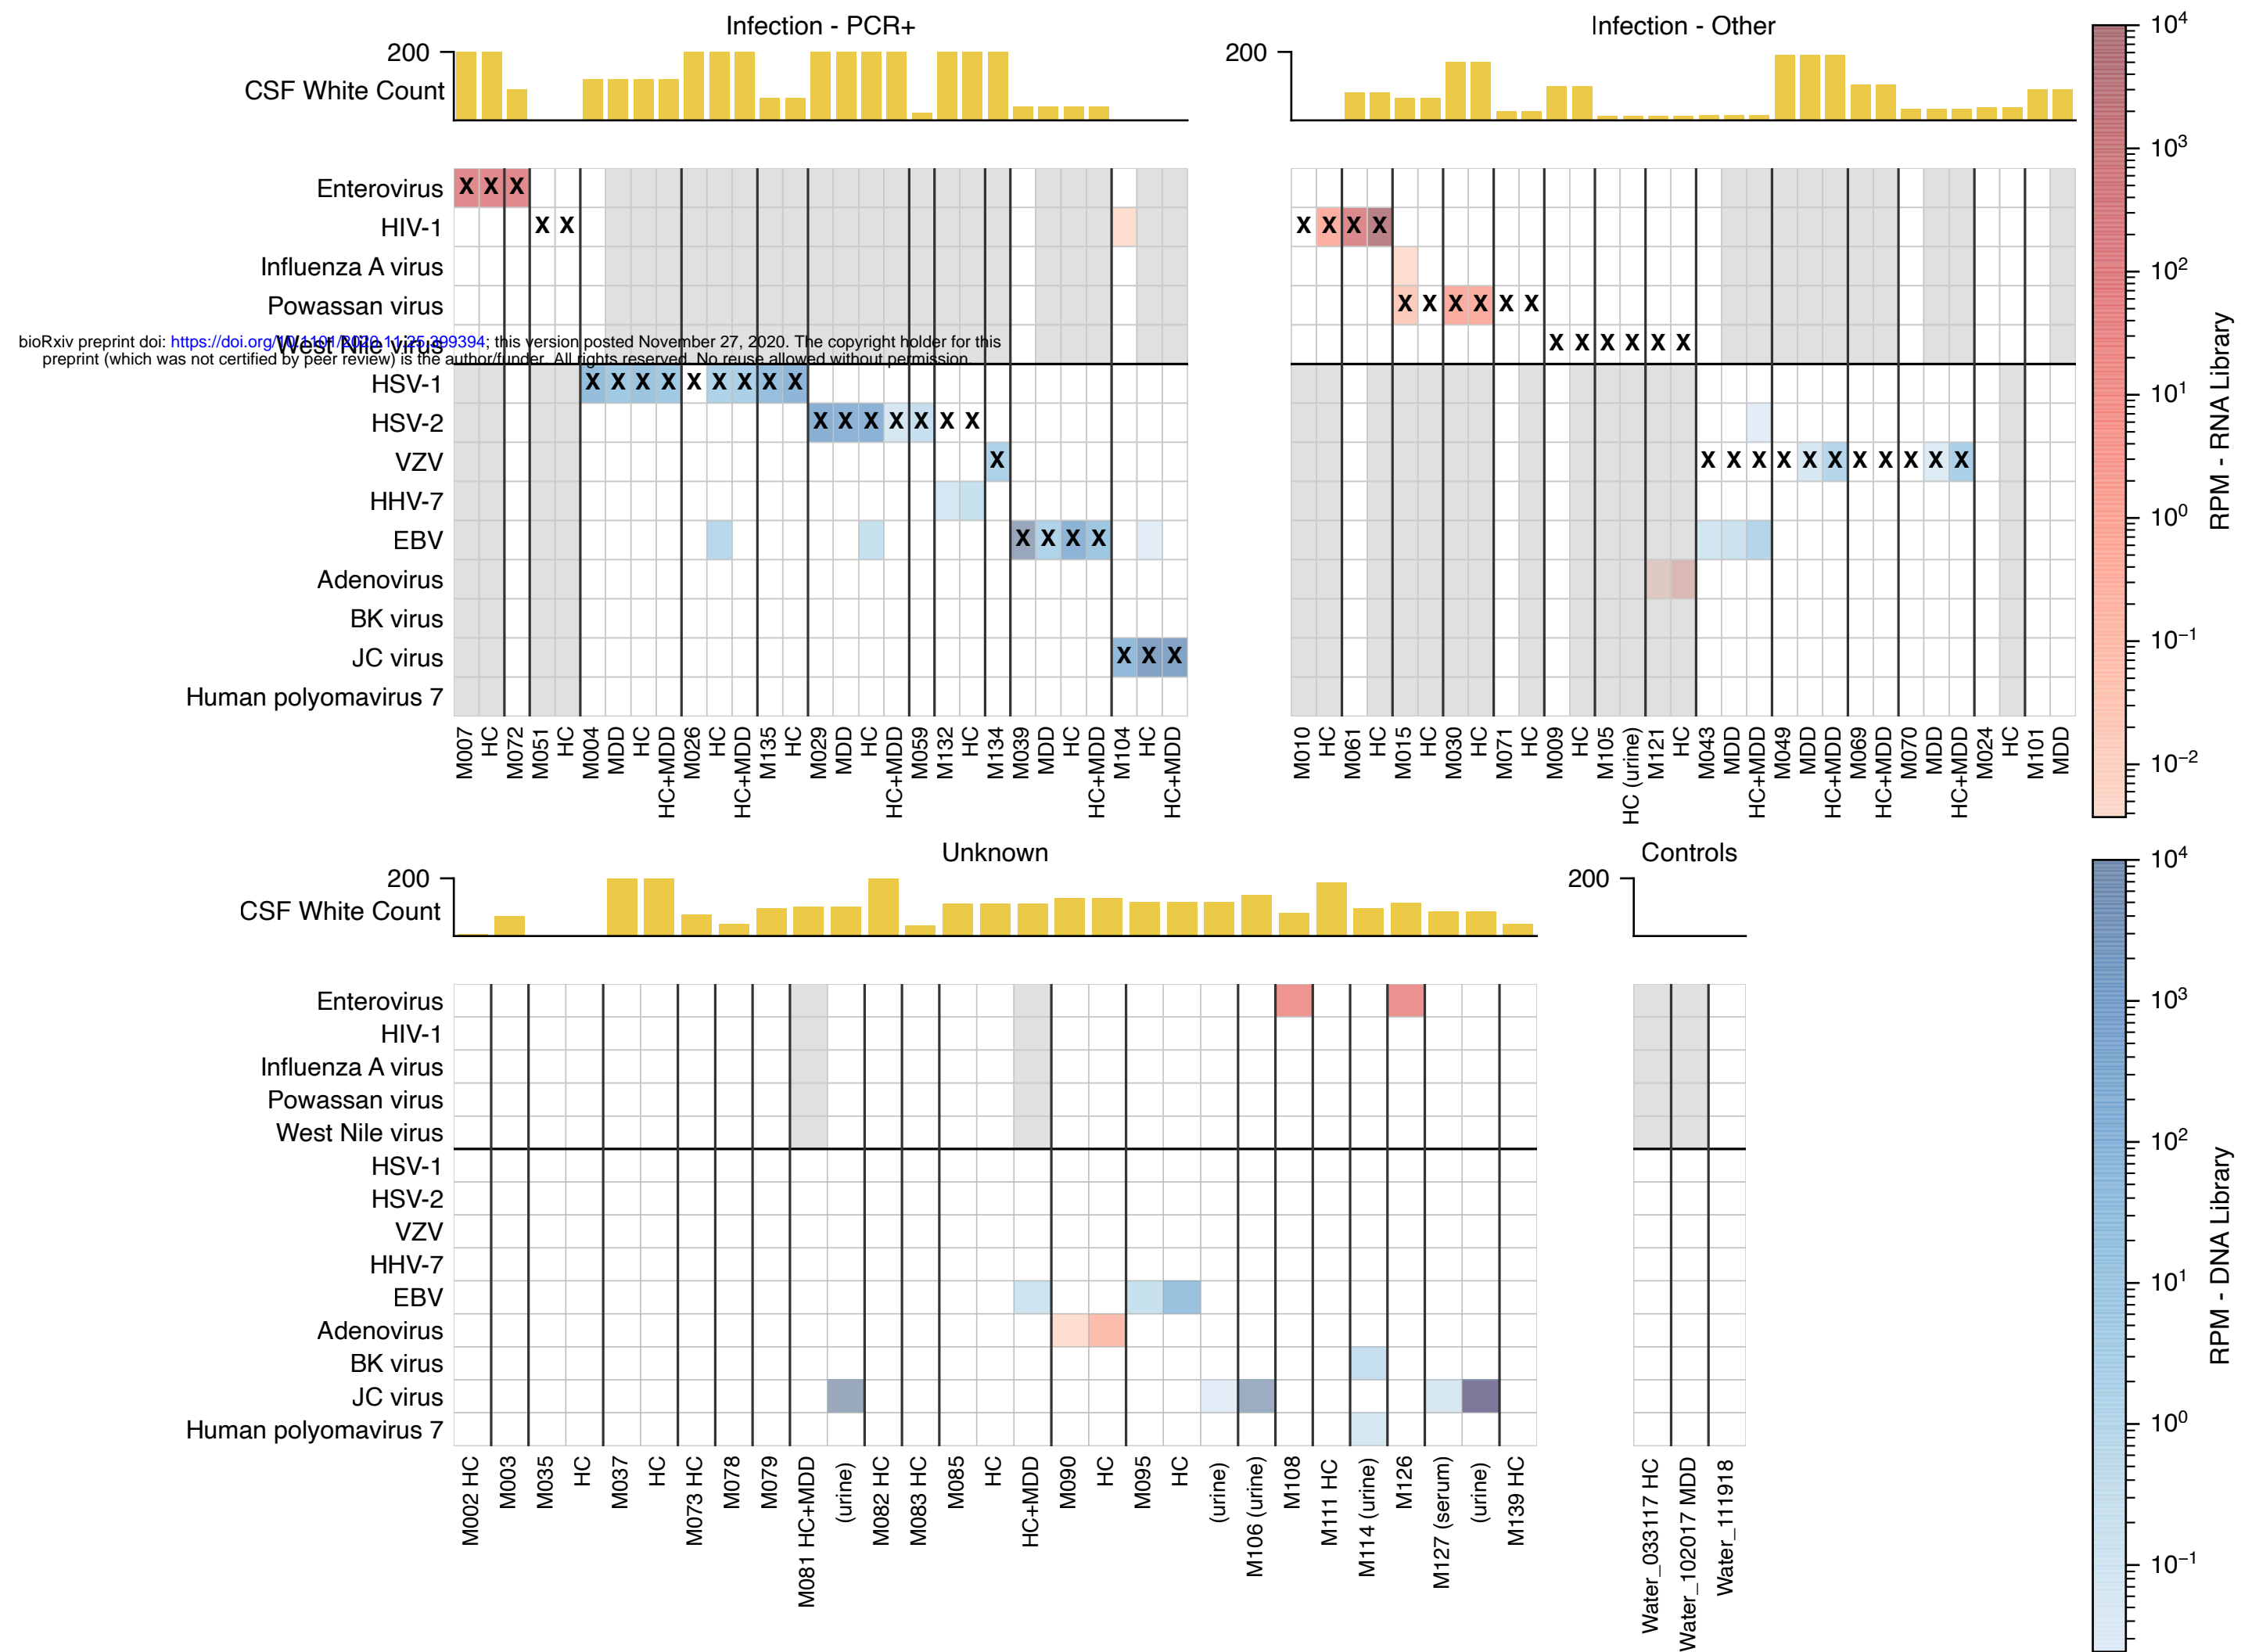 Infection - PCR+
Infection - Other
200
CSF White Count
200
Enterovirus
HIV-1
Influenza A virus
Powassan virus
West Nile virus
bioRxiv preprint doi: https://doi.org/10.1101/2020.11.25.399394; this version posted November 27, 2020. The copyright holder for this
preprint (which was not certified by peer review) is the author/funder. All rights reserved. No reuse allowed without permission.
HSV-1
HSV-2
VZV
HHV-7
EBV
Adenovirus
BK virus
JC virus
Human polyomavirus 7
X X X
X X
X X X X X X X X X
X X X X X X X
X
X X X X
X X X
X X X X
X X X X X X
X X X X X X
X X X X X X X X X X X
M007
HC
M072
M051
HC
M004
MDD
HC
HC+MDD
M026
HC
HC+MDD
M135
HC
M029
MDD
HC
HC+MDD
M059
M132
HC
M134
M039
MDD
HC
HC+MDD
M104
HC
HC+MDD
M010
HC
M061
HC
M015
HC
M030
HC
M071
HC
M009
HC
M105
HC (urine)
M121
HC
M043
MDD
HC+MDD
M049
MDD
HC+MDD
M069
HC+MDD
M070
MDD
HC+MDD
M024
HC
M101
MDD
10⁴
10³
10²
10¹
10⁰
10⁻¹
10⁻²
RPM - RNA Library
Unknown
Controls
200
CSF White Count
200
Enterovirus
HIV-1
Influenza A virus
Powassan virus
West Nile virus
HSV-1
HSV-2
VZV
HHV-7
EBV
Adenovirus
BK virus
JC virus
Human polyomavirus 7
M002 HC
M003
M035
HC
M037
HC
M073 HC
M078
M079
M081 HC+MDD
(urine)
M082 HC
M083 HC
M085
HC
HC+MDD
M090
HC
M095
HC
(urine)
M106 (urine)
M108
M111 HC
M114 (urine)
M126
M127 (serum)
(urine)
M139 HC
Water_033117 HC
Water_102017 MDD
Water_111918
10⁴
10³
10²
10¹
10⁰
10⁻¹
RPM - DNA Library